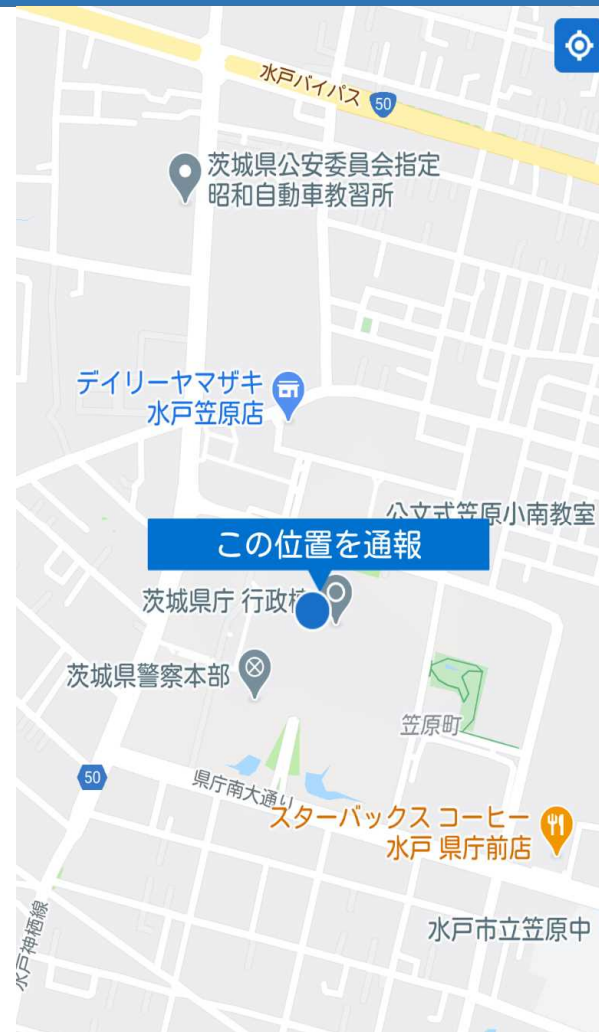 水戸バイパス
50
茨城県公安委員会指定
昭和自動車教習所
デイリーヤマザキ
水戸笠原店
公文式笠原小南教室
この位置を通報
茨城県庁 行政棟
茨城県警察本部
笠原町
50
県庁南大通り
スターバックス コーヒー
水戸 県庁前店
水戸市立笠原中
水戸神栖線